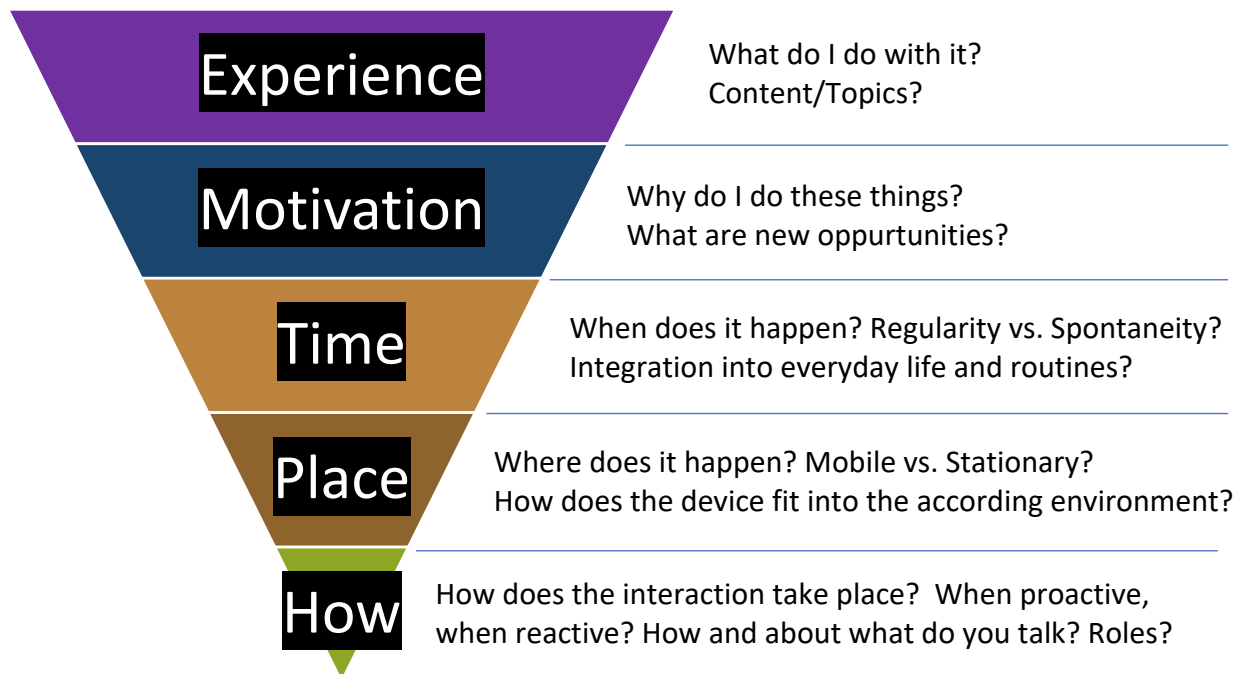 Experience
What do I do with it?
Content/Topics?
Motivation
Why do I do these things?
What are new oppurtunities?
Time
When does it happen? Regularity vs. Spontaneity?
Integration into everyday life and routines?
Place
Where does it happen? Mobile vs. Stationary?
How does the device fit into the according environment?
How
How does the interaction take place?  When proactive,
when reactive? How and about what do you talk? Roles?